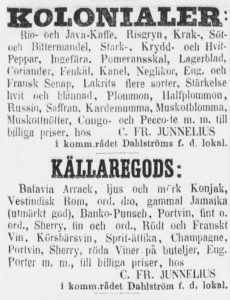 KOLONIALER:
Rio- och Java-Kaffe, Risgryn, Krak-, Söt-
och Bittermandel, Stark-, Krydd- och Hvit-
Peppar, Ingefära, Pomeransskal, Lagerblad,
Coriander, Fenkål, Kanel, Neglikor, Eng. och
Fransk Senap, Lakrits flere sorter, Stärkelse
hvit och blånad, Plommon, Hfplommon,
Russin, Saffran, Kardemumma, Muskotblomma,
Muskottnötter, Congo- och Pecco-te m. m. till
billiga priser, hos C. FR. JUNNELIUS
i komm.rådet Dahlströms f. d. lokal.
KÄLLAREGODS:
Batavia Arrack, ljus och mörk Konjak,
Vestindisk Rom, ord. d:o, gammal Jamaika
(utmärkt god), Banko-Punsch, Portvin, fint o.
ord., Sherry, fin och ord., Rödt och Franskt
Vin, Körsbärsvin, Sprit-ätlika, Champagne,
Portvin, Sherry, röda Viner på buteljer, Eng.
Porter m. m., till billiga priser, hos
C. FR. JUNNELIUS
i komm.rådet Dahlströms f. d. lokal.